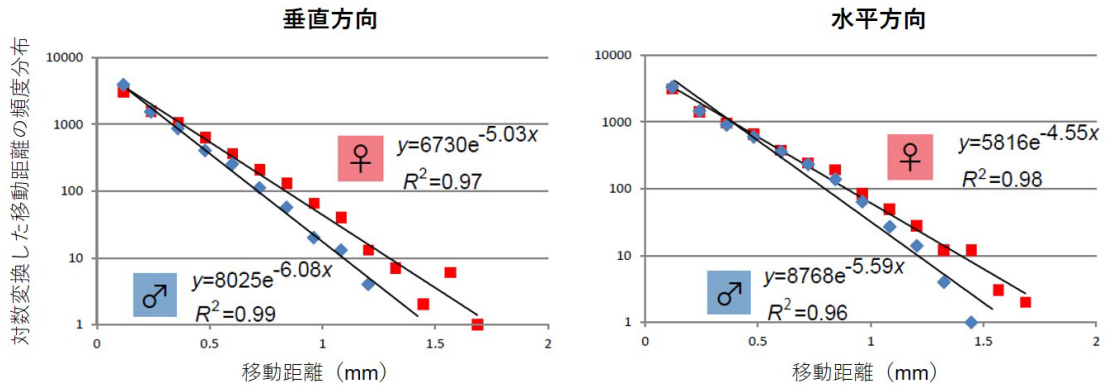 垂直方向
水平方向
対数変換した移動距離の頻度分布
10000
1000
100
10
1
0
0.5
1
1.5
2
移動距離（mm）
♀
y=6730e-5.03x
R2=0.97
♂
y=8025e-6.08x
R2=0.99
10000
1000
100
10
1
0
0.5
1
1.5
2
移動距離（mm）
♀
y=5816e-4.55x
R2=0.98
♂
y=8768e-5.59x
R2=0.96